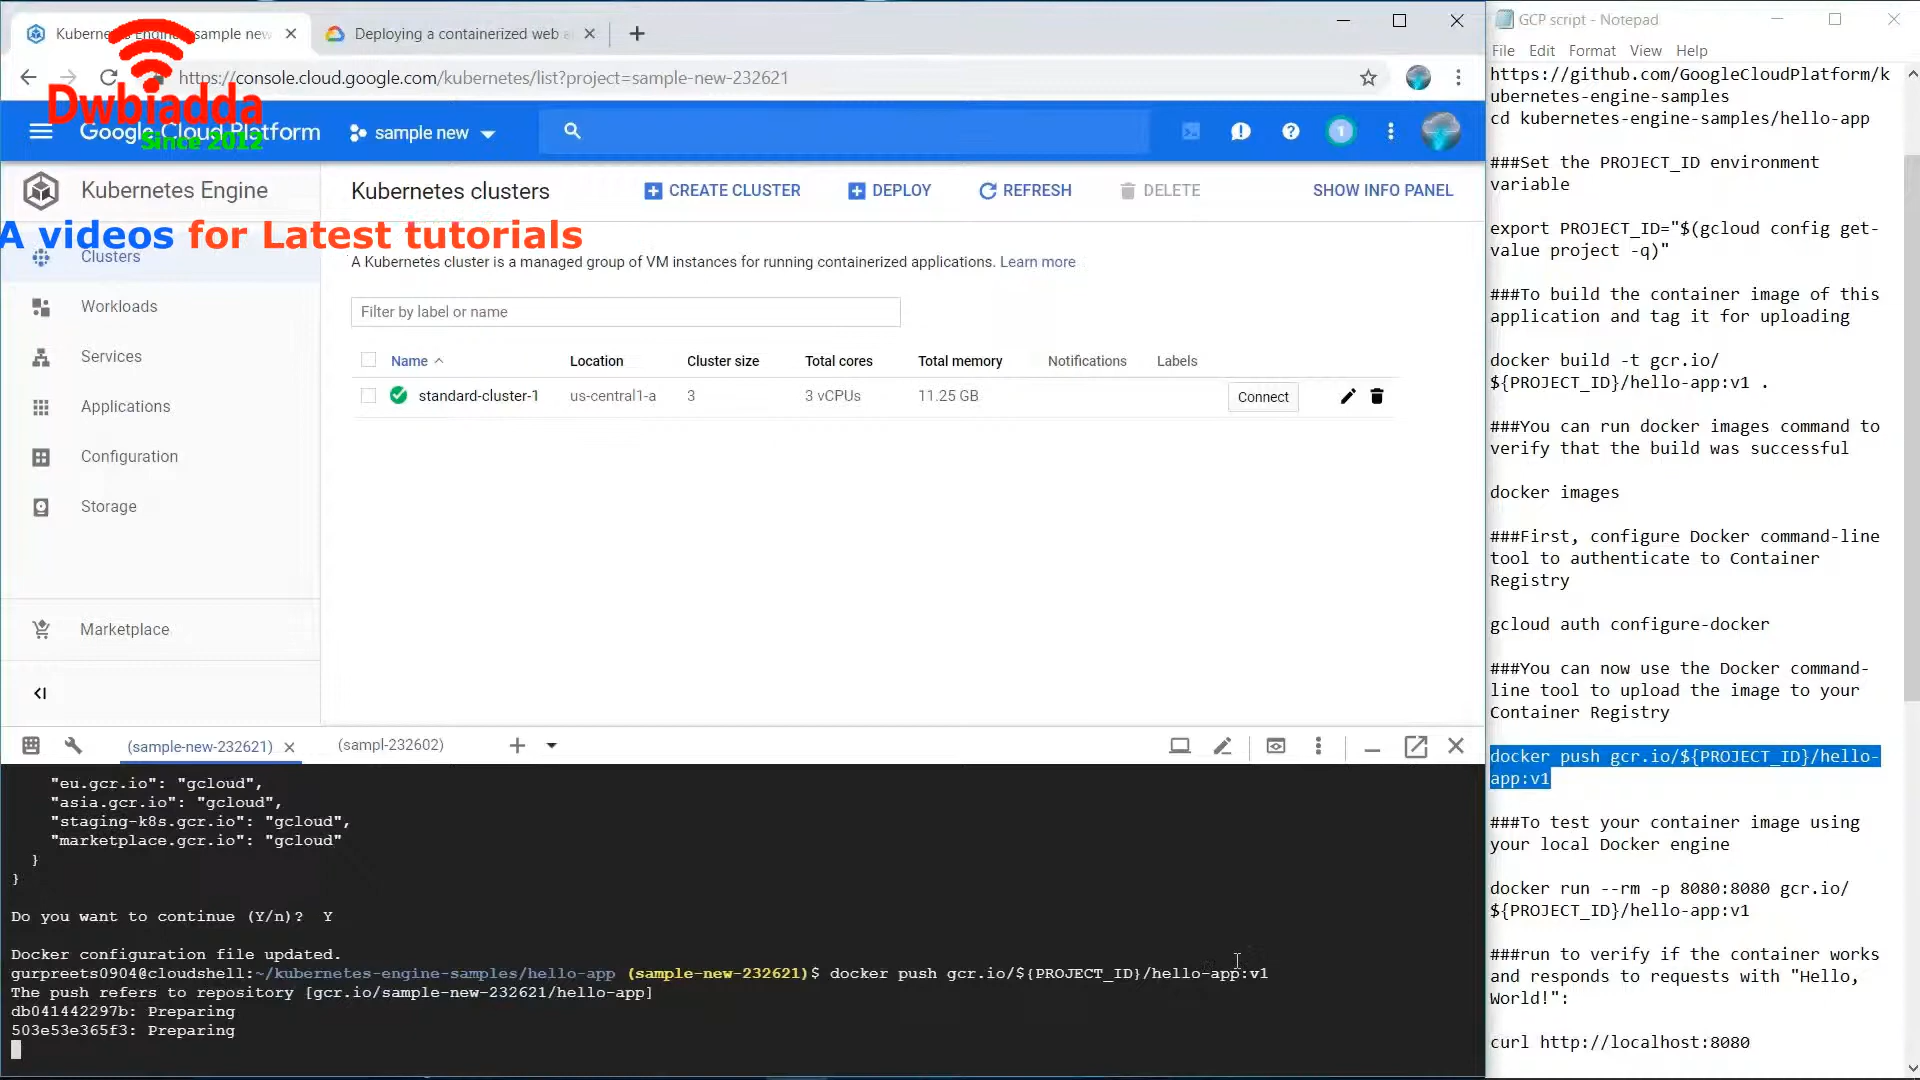 Kuberne Engine sample new
Deploying a containerized web a
https://console.cloud.google.com/kubernetes/list?project=sample-new-232621
Dwbiadda
Since 2012
Google Cloud Platform
sample new
1
Kubernetes Engine
A videos for Latest tutorials
Clusters
Workloads
Services
Applications
Configuration
Storage
Marketplace
Kubernetes clusters
CREATE CLUSTER
DEPLOY
REFRESH
DELETE
SHOW INFO PANEL
A Kubernetes cluster is a managed group of VM instances for running containerized applications. Learn more
Filter by label or name
Name Location Cluster size Total cores Total memory Notifications Labels
standard-cluster-1 us-central1-a 3 3 vCPUs 11.25 GB Connect
(sample-new-232621)
(sampl-232602)
"eu.gcr.io": "gcloud",
"asia.gcr.io": "gcloud",
"staging-k8s.gcr.io": "gcloud",
"marketplace.gcr.io": "gcloud"
}
}
Do you want to continue (Y/n)? Y
Docker configuration file updated.
gurpreets0904@cloudshell:~/kubernetes-engine-samples/hello-app (sample-new-232621)$ docker push gcr.io/${PROJECT_ID}/hello-app:v1
The push refers to repository [gcr.io/sample-new-232621/hello-app]
db041442297b: Preparing
503e53e365f3: Preparing
GCP script - Notepad
File Edit Format View Help
https://github.com/GoogleCloudPlatform/k
ubernetes-engine-samples
cd kubernetes-engine-samples/hello-app
###Set the PROJECT_ID environment
variable
export PROJECT_ID="$(gcloud config get-
value project -q)"
###To build the container image of this
application and tag it for uploading
docker build -t gcr.io/
${PROJECT_ID}/hello-app:v1 .
###You can run docker images command to
verify that the build was successful
docker images
###First, configure Docker command-line
tool to authenticate to Container
Registry
gcloud auth configure-docker
###You can now use the Docker command-
line tool to upload the image to your
Container Registry
docker push gcr.io/${PROJECT_ID}/hello-
app:v1
###To test your container image using
your local Docker engine
docker run --rm -p 8080:8080 gcr.io/
${PROJECT_ID}/hello-app:v1
###run to verify if the container works
and responds to requests with "Hello,
World!":
curl http://localhost:8080